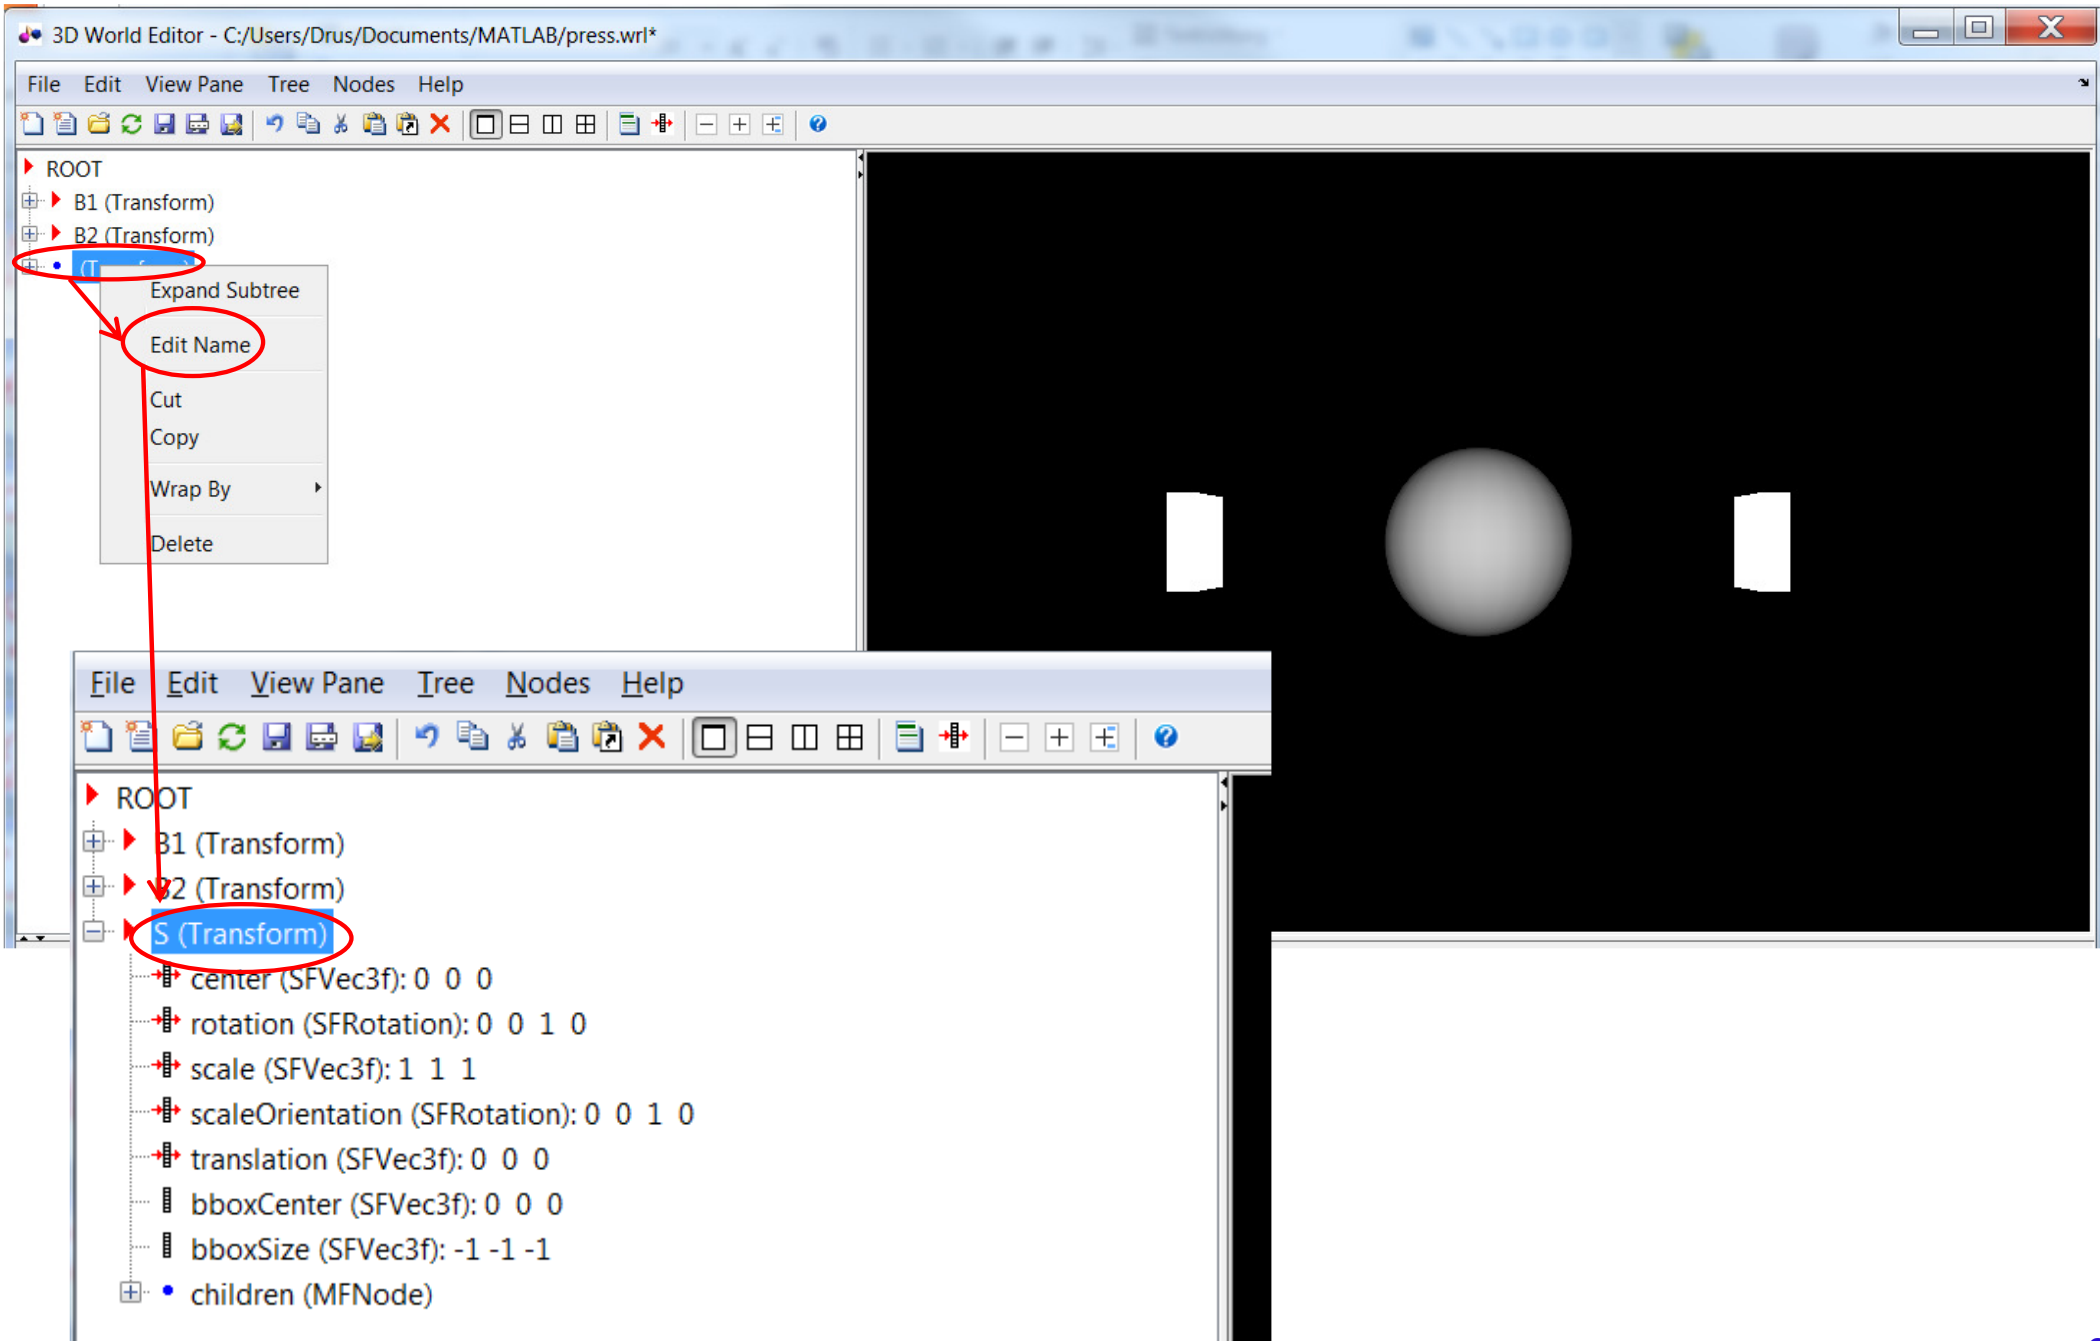 3D World Editor - C:/Users/Drus/Documents/MATLAB/press.wrl*
File Edit View Pane Tree Nodes Help
ROOT
B1 (Transform)
B2 (Transform)
Expand Subtree
Edit Name
Cut
Copy
Wrap By
Delete
File Edit View Pane Tree Nodes Help
ROOT
B1 (Transform)
B2 (Transform)
S (Transform)
center (SFVec3f): 0 0 0
rotation (SFRotation): 0 0 1 0
scale (SFVec3f): 1 1 1
scaleOrientation (SFRotation): 0 0 1 0
translation (SFVec3f): 0 0 0
bboxCenter (SFVec3f): 0 0 0
bboxSize (SFVec3f): -1 -1 -1
children (MFNode)